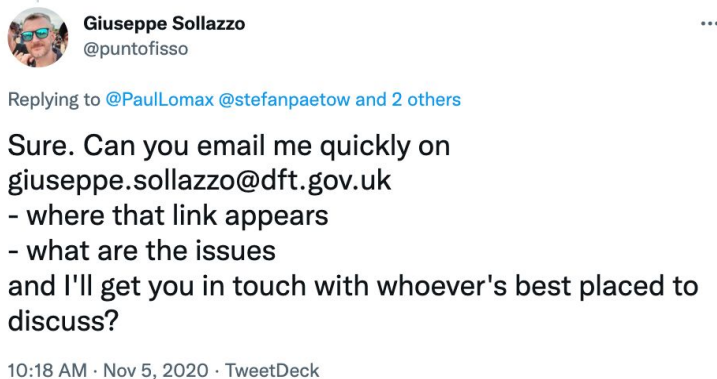 Giuseppe Sollazzo
@puntofisso
Replying to @PaulLomax @stefanpaetow and 2 others
Sure. Can you email me quickly on
giuseppe.sollazzo@dft.gov.uk
- where that link appears
- what are the issues
and I'll get you in touch with whoever's best placed to
discuss?
10:18 AM · Nov 5, 2020 · TweetDeck